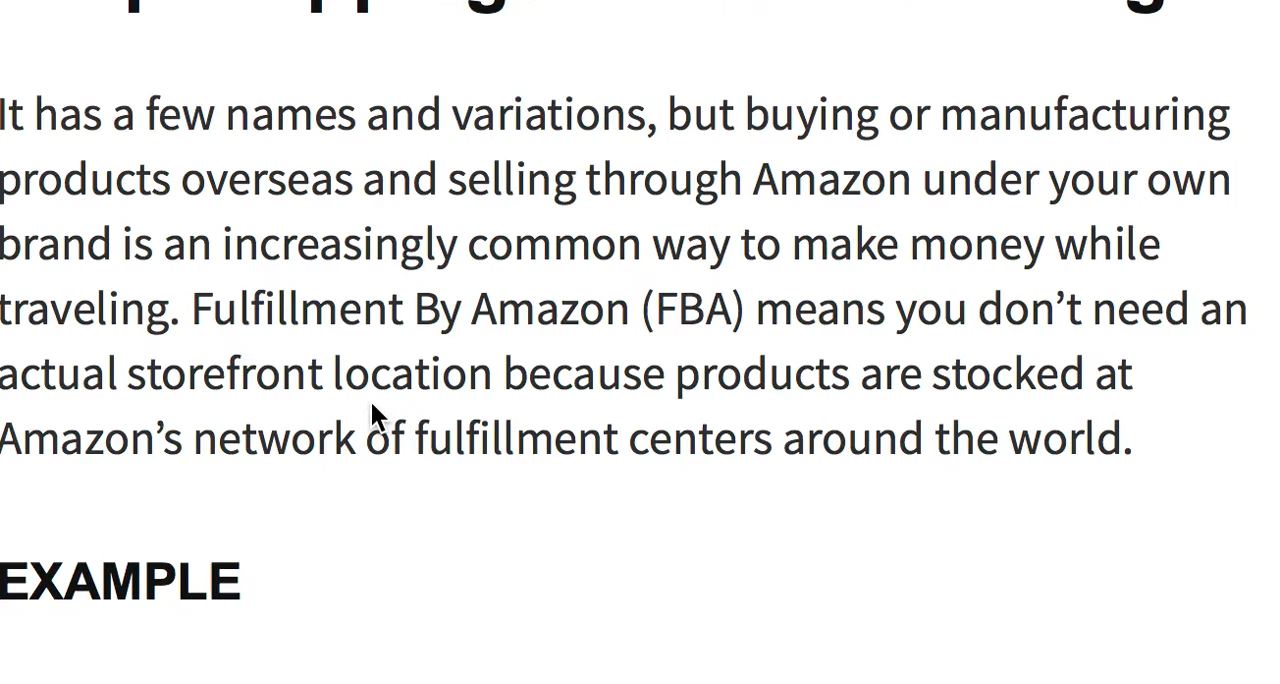 It has a few names and variations, but buying or manufacturing
products overseas and selling through Amazon under your own
brand is an increasingly common way to make money while
traveling. Fulfillment By Amazon (FBA) means you don’t need an
actual storefront location because products are stocked at
Amazon’s network of fulfillment centers around the world.
EXAMPLE